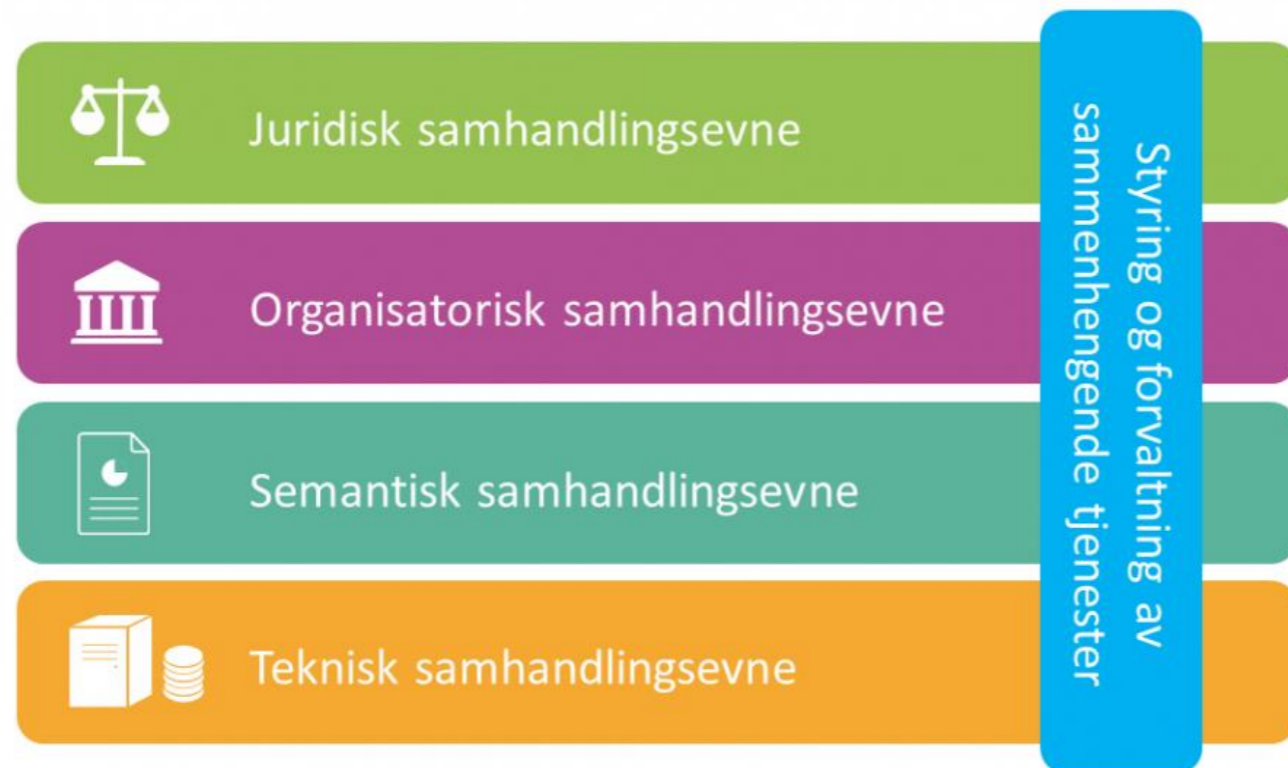 Juridisk samhandlingsevne
Organisatorisk samhandlingsevne
Semantisk samhandlingsevne
Teknisk samhandlingsevne
Styring og forvaltning av
sammenhengende tjenester